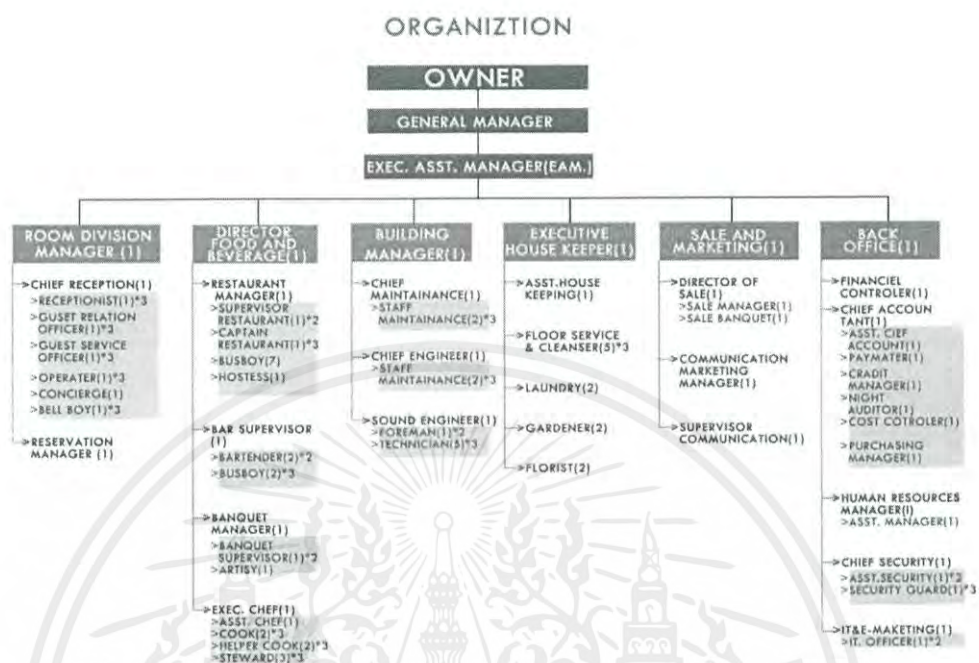 ORGANIZTION
OWNER
GENERAL MANAGER
EXEC. ASST. MANAGER(EAM.)
ROOM DIVISION
MANAGER (1)
>CHIEF RECEPTION(1)
>RECEPTIONIST(1)*3
>GUSET RELATION
OFFICER(1)*3
>GUEST SERVICE
OFFICER(1)*3
>OPERATER(1)*3
>CONCIERGE(1)
>BELL BOY(1)*3
>RESERVATION
MANAGER (1)
DIRECTOR
FOOD AND
BEVERAGE(1)
>RESTAURANT
MANAGER(1)
>SUPERVISOR
RESTAURANT(1)*2
>CAPTAIN
RESTAURANT(1)*3
>BUSBOY(7)
>HOSTESS(1)
>BAR SUPERVISOR
(1)
>BARTENDER(2)*2
>BUSBOY(2)*3
>BANQUET
MANAGER(1)
>BANQUET
SUPERVISOR(1)*2
>ARTISY(1)
>EXEC. CHEF(1)
>ASST. CHEF(1)
>COOK(2)*3
>HELPER COOK(2)*3
>STEWARD(3)*3
BUILDING
MANAGER(1)
>CHIEF
MAINTAINANCE(1)
>STAFF
MAINTAINANCE(2)*3
>CHIEF ENGINEER(1)
>STAFF
MAINTAINANCE(2)*3
>SOUND ENGINEER(1)
>FOREMAN(1)*2
>TECHNICIAN(5)*3
EXECUTIVE
HOUSE KEEPER(1)
>ASST.HOUSE
KEEPING(1)
>FLOOR SERVICE
& CLEANSER(5)*3
>LAUNDRY(2)
>GARDENER(2)
>FLORIST(2)
SALE AND
MARKETING(1)
>DIRECTOR OF
SALE(1)
>SALE MANAGER(1)
>SALE BANQUET(1)
>COMMUNICATION
MARKETING
MANAGER(1)
>SUPERVISOR
COMMUNICATION(1)
BACK
OFFICE(1)
>FINANCIEL
CONTROLER(1)
>CHIEF ACCOUN
TANT(1)
>ASST. CIEF
ACCOUNT(1)
>PAYMATER(1)
>CRADIT
MANAGER(1)
>NIGHT
AUDITOR(1)
>COST COTROLER(1)
>PURCHASING
MANAGER(1)
>HUMAN RESOURCES
MANAGER(I)
>ASST. MANAGER(1)
>CHIEF SECURITY(1)
>ASST.SECURITY(1)*2
>SECURITY GUARD(1)*3
>IT&E-MAKETING(1)
>IT. OFFICER(1)*2